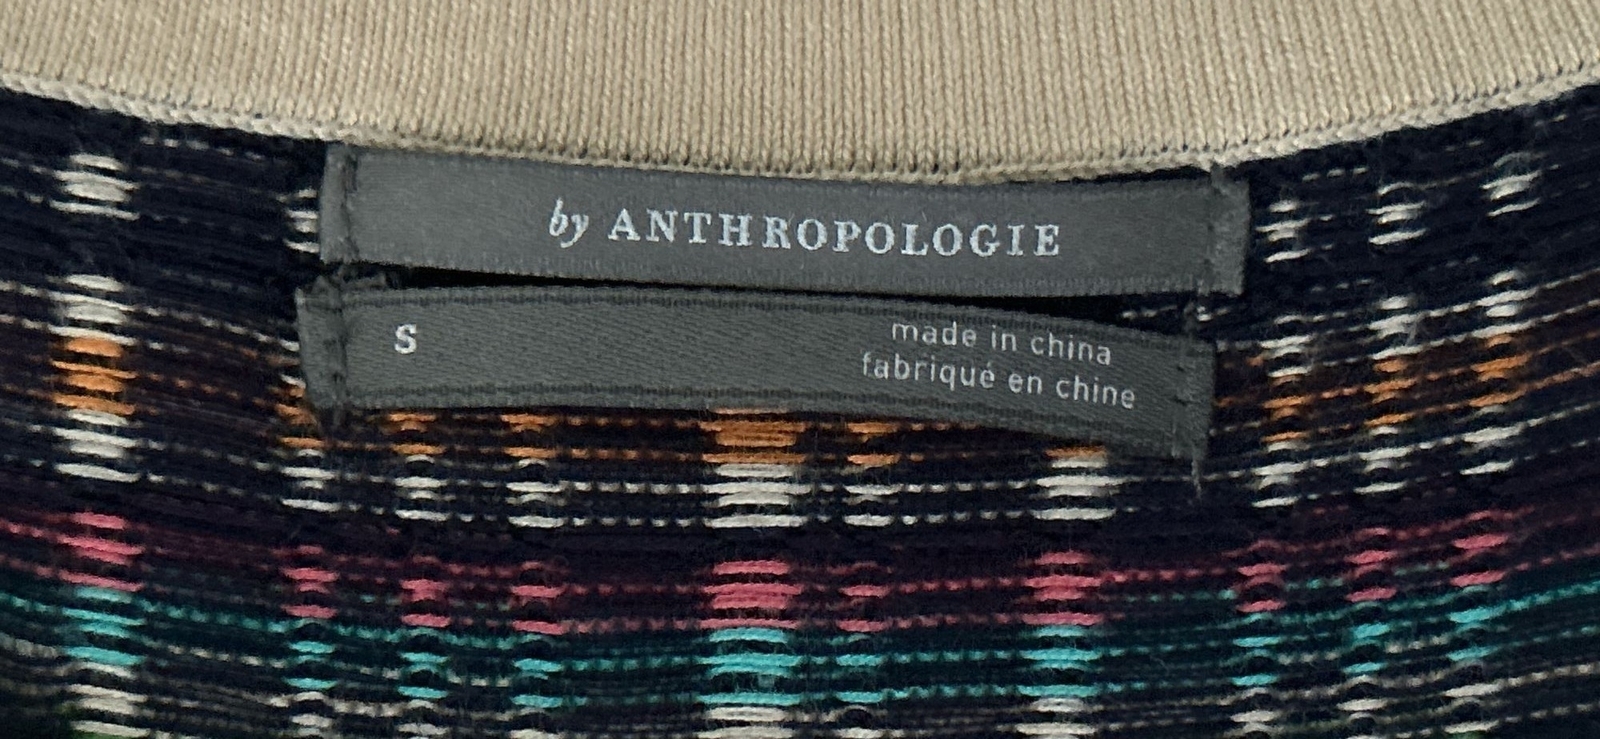 by ANTHROPOLOGIE
S
made in china
fabriqué en chine